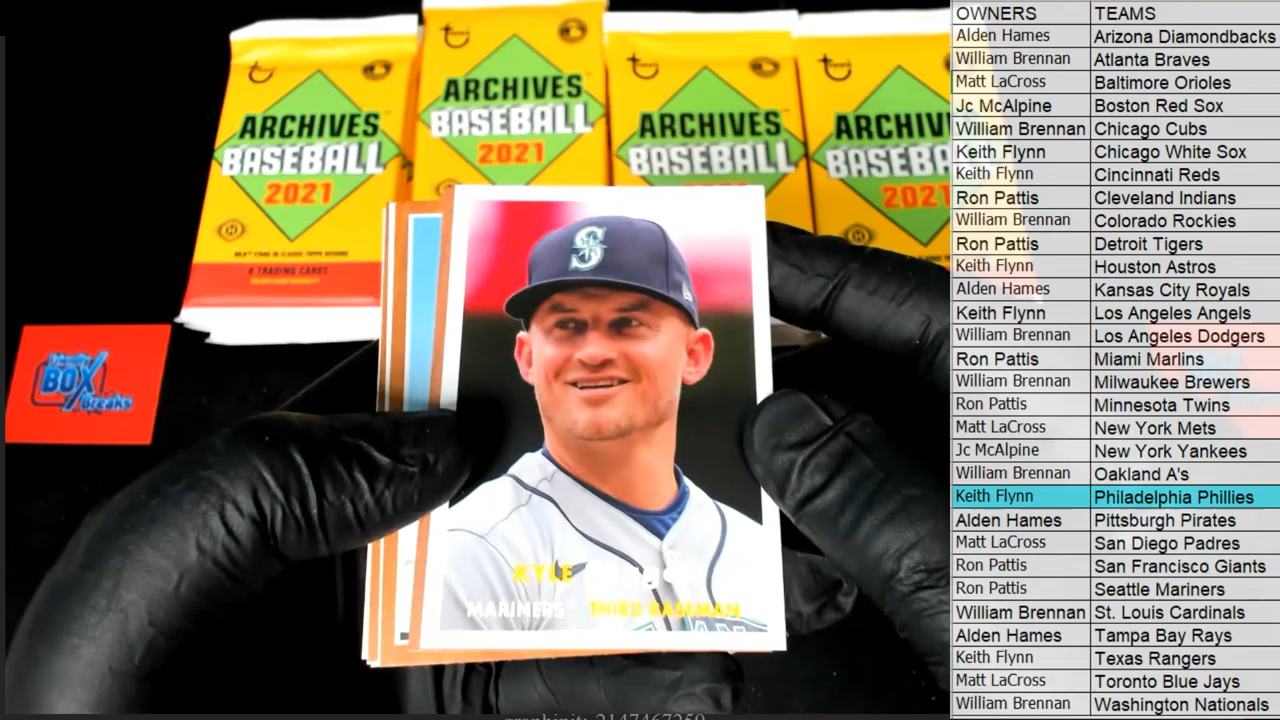 ARCHIVES
BASEBALL
2021
8 TRADING CARDS
ARCHIVES
BASEBALL
2021
ARCHIVES
BASEBALL
ARCHIV
BASEBA
2021
BOX
Breaks
S
KYLE
MARINERS THIRD BASEMAN
OWNERS TEAMS
Alden Hames Arizona Diamondbacks
William Brennan Atlanta Braves
Matt LaCross Baltimore Orioles
Jc McAlpine Boston Red Sox
William Brennan Chicago Cubs
Keith Flynn Chicago White Sox
Keith Flynn Cincinnati Reds
Ron Pattis Cleveland Indians
William Brennan Colorado Rockies
Ron Pattis Detroit Tigers
Keith Flynn Houston Astros
Alden Hames Kansas City Royals
Keith Flynn Los Angeles Angels
William Brennan Los Angeles Dodgers
Ron Pattis Miami Marlins
William Brennan Milwaukee Brewers
Ron Pattis Minnesota Twins
Matt LaCross New York Mets
Jc McAlpine New York Yankees
William Brennan Oakland A's
Keith Flynn Philadelphia Phillies
Alden Hames Pittsburgh Pirates
Matt LaCross San Diego Padres
Ron Pattis San Francisco Giants
Ron Pattis Seattle Mariners
William Brennan St. Louis Cardinals
Alden Hames Tampa Bay Rays
Keith Flynn Texas Rangers
Matt LaCross Toronto Blue Jays
William Brennan Washington Nationals